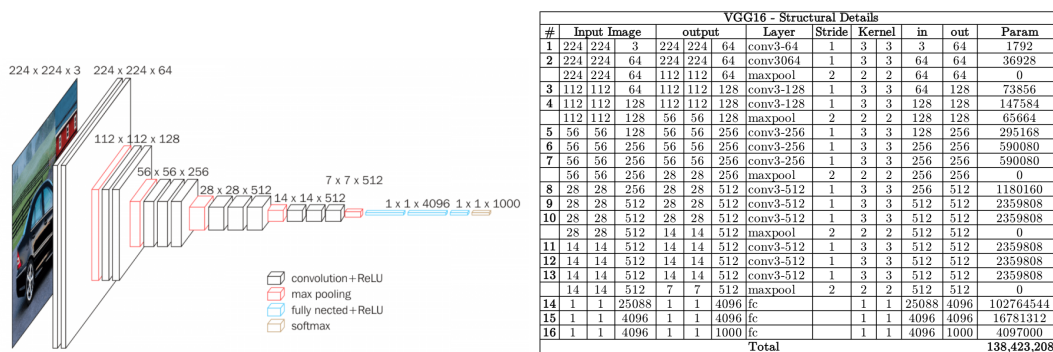 224 x 224 x 3
224 x 224 x 64
112 x 112 x 128
56 x 56 x 256
28 x 28 x 512
14 x 14 x 512
7 x 7 x 512
1 x 1 x 4096
1 x 1 x 1000
convolution+ReLU
max pooling
fully nected+ReLU
softmax
VGG16 - Structural Details
# Input Image output Layer Stride Kernel in out Param
1 224 224 3 224 224 64 conv3-64 1 3 3 3 64 1792
2 224 224 64 224 224 64 conv3064 1 3 3 64 64 36928
224 224 64 112 112 64 maxpool 2 2 2 64 64 0
3 112 112 64 112 112 128 conv3-128 1 3 3 64 128 73856
4 112 112 128 112 112 128 conv3-128 1 3 3 128 128 147584
112 112 128 56 56 128 maxpool 2 2 2 128 128 65664
5 56 56 128 56 56 256 conv3-256 1 3 3 128 256 295168
6 56 56 256 56 56 256 conv3-256 1 3 3 256 256 590080
7 56 56 256 56 56 256 conv3-256 1 3 3 256 256 590080
56 56 256 28 28 256 maxpool 2 2 2 256 256 0
8 28 28 256 28 28 512 conv3-512 1 3 3 256 512 1180160
9 28 28 512 28 28 512 conv3-512 1 3 3 512 512 2359808
10 28 28 512 28 28 512 conv3-512 1 3 3 512 512 2359808
28 28 512 14 14 512 maxpool 2 2 2 512 512 0
11 14 14 512 14 14 512 conv3-512 1 3 3 512 512 2359808
12 14 14 512 14 14 512 conv3-512 1 3 3 512 512 2359808
13 14 14 512 14 14 512 conv3-512 1 3 3 512 512 2359808
14 14 512 7 7 512 maxpool 2 2 2 512 512 0
14 1 1 25088 1 1 4096 fc 1 1 25088 4096 102764544
15 1 1 4096 1 1 4096 fc 1 1 4096 4096 16781312
16 1 1 4096 1 1 1000 fc 1 1 4096 1000 4097000
Total 138,423,208